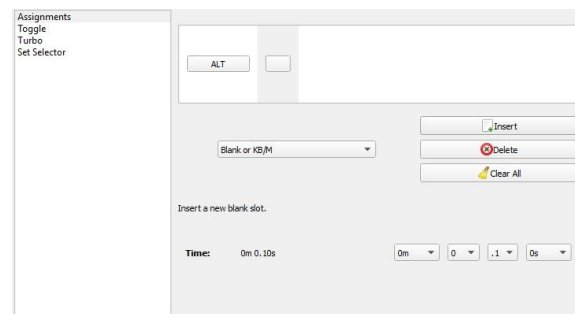 Assignments
Toggle
Turbo
Set Selector
ALT
Insert
Blank or KB/M
Delete
Clear All
Insert a new blank slot.
Time: 0m 0.10s 0m 0 .1 0s